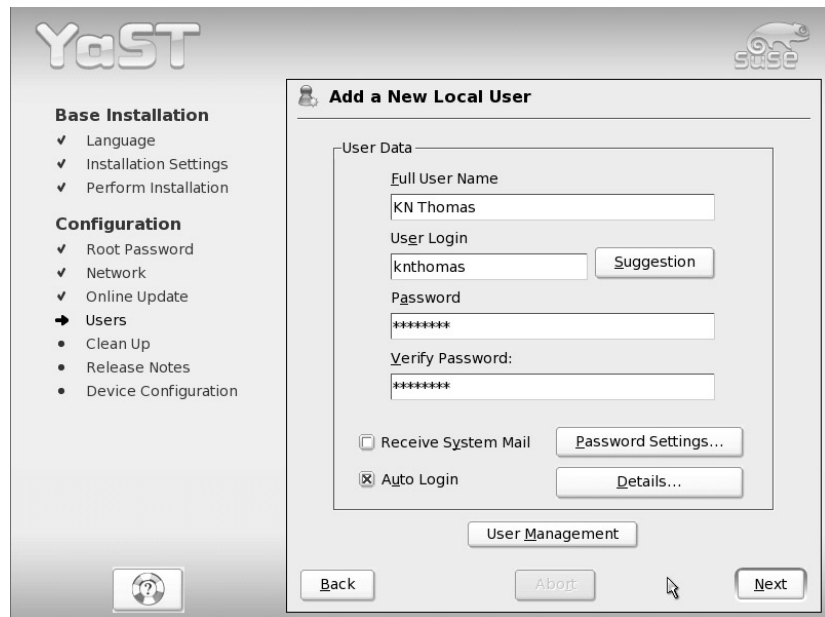 YaST
SUSE
Base Installation
Language
Installation Settings
Perform Installation
Configuration
Root Password
Network
Online Update
Users
Clean Up
Release Notes
Device Configuration
Add a New Local User
User Data
Full User Name
KN Thomas
User Login
knthomas
Suggestion
Password
********
Verify Password:
********
Receive System Mail
Password Settings...
Auto Login
Details...
User Management
Back
Abort
Next